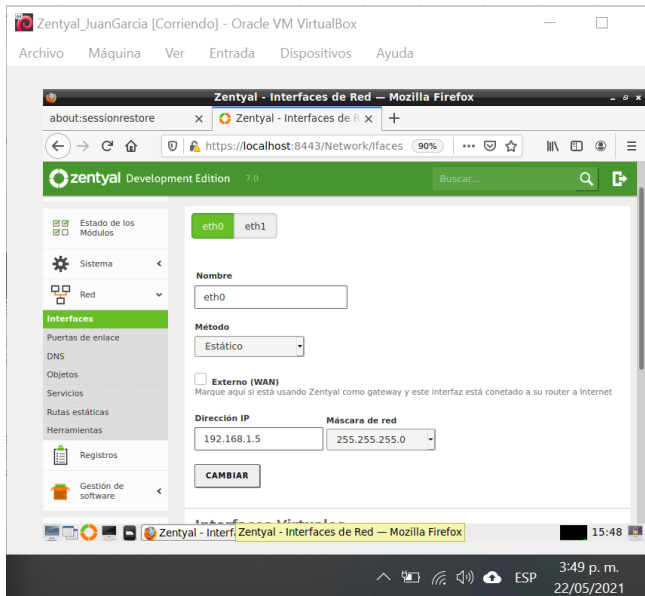 Zentyal_JuanGarcia [Corriendo] - Oracle VM VirtualBox
Archivo Máquina Ver Entrada Dispositivos Ayuda
Zentyal - Interfaces de Red — Mozilla Firefox
about:sessionrestore
Zentyal - Interfaces de R
https://localhost:8443/Network/Ifaces 90%
zentyal Development Edition 7.0
Buscar...
Estado de los
Módulos
Sistema
Red
Interfaces
Puertas de enlace
DNS
Objetos
Servicios
Rutas estáticas
Herramientas
Registros
Gestión de
software
eth0 eth1
Nombre
eth0
Método
Estático
Externo (WAN)
Marque aquí si está usando Zentyal como gateway y este interfaz está conetado a su router a Internet
Dirección IP Máscara de red
192.168.1.5 255.255.255.0
CAMBIAR
Interfaces Virtuales
Zentyal - Interfa
Zentyal - Interfaces de Red — Mozilla Firefox
15:48
ESP
3:49 p. m.
22/05/2021